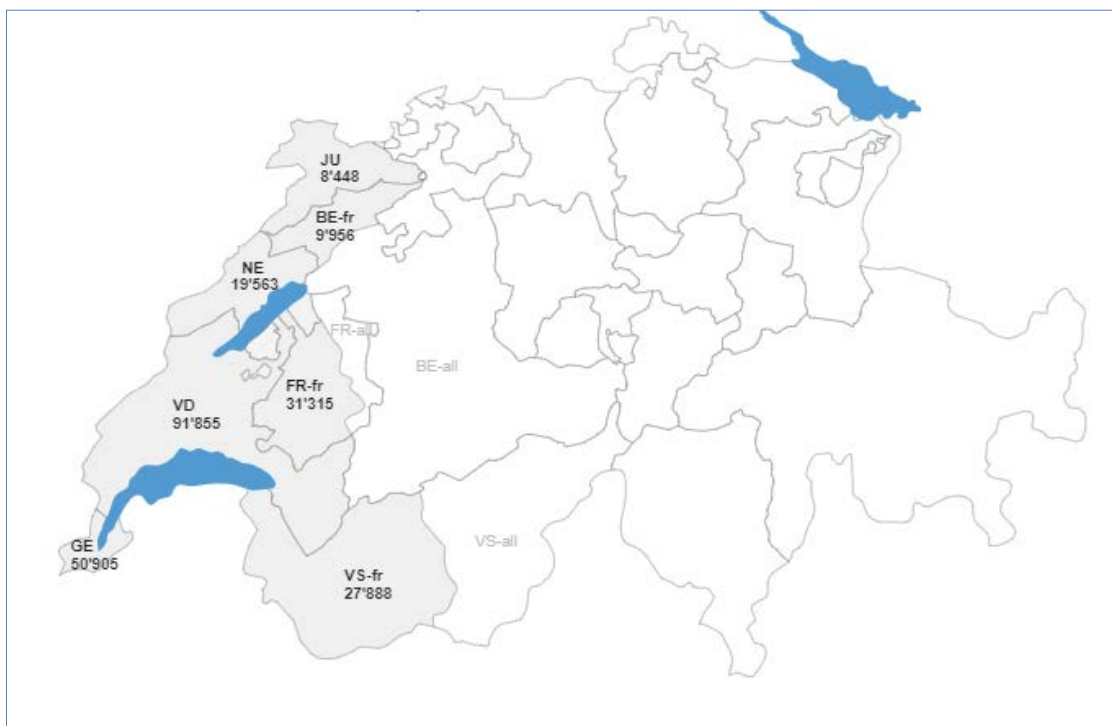 JU
8'448
BE-fr
9'956
NE
19'563
FR-all
BE-all
FR-fr
31'315
VD
91'855
VS-all
GE
50'905
VS-fr
27'888